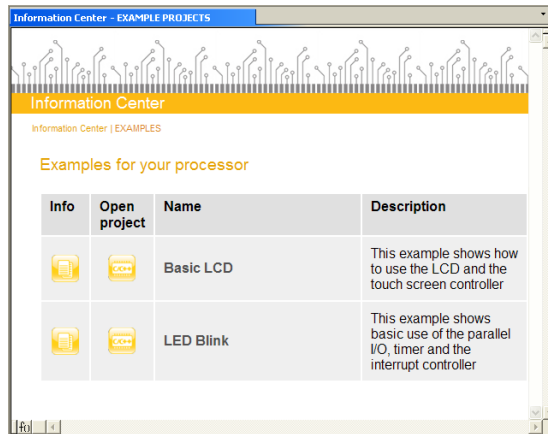 Information Center - EXAMPLE PROJECTS
Information Center
Information Center | EXAMPLES
Examples for your processor
Info Open project Name Description
Basic LCD
This example shows how
to use the LCD and the
touch screen controller
LED Blink
This example shows
basic use of the parallel
I/O, timer and the
interrupt controller